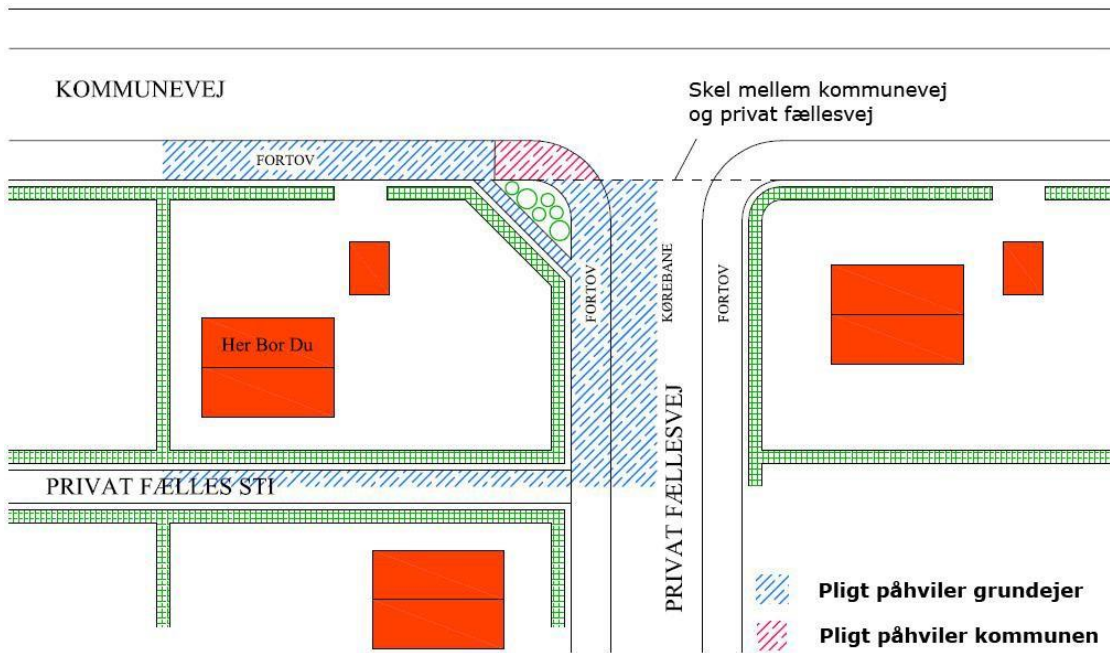 KOMMUNEVEJ
Skel mellem kommunevej
og privat fællesvej
FORTOV
FORTOV
KØREBANE
FORTOV
Her Bor Du
PRIVAT FÆLLESVEJ
PRIVAT FÆLLES STI
Pligt påhviler grundejer
Pligt påhviler kommunen